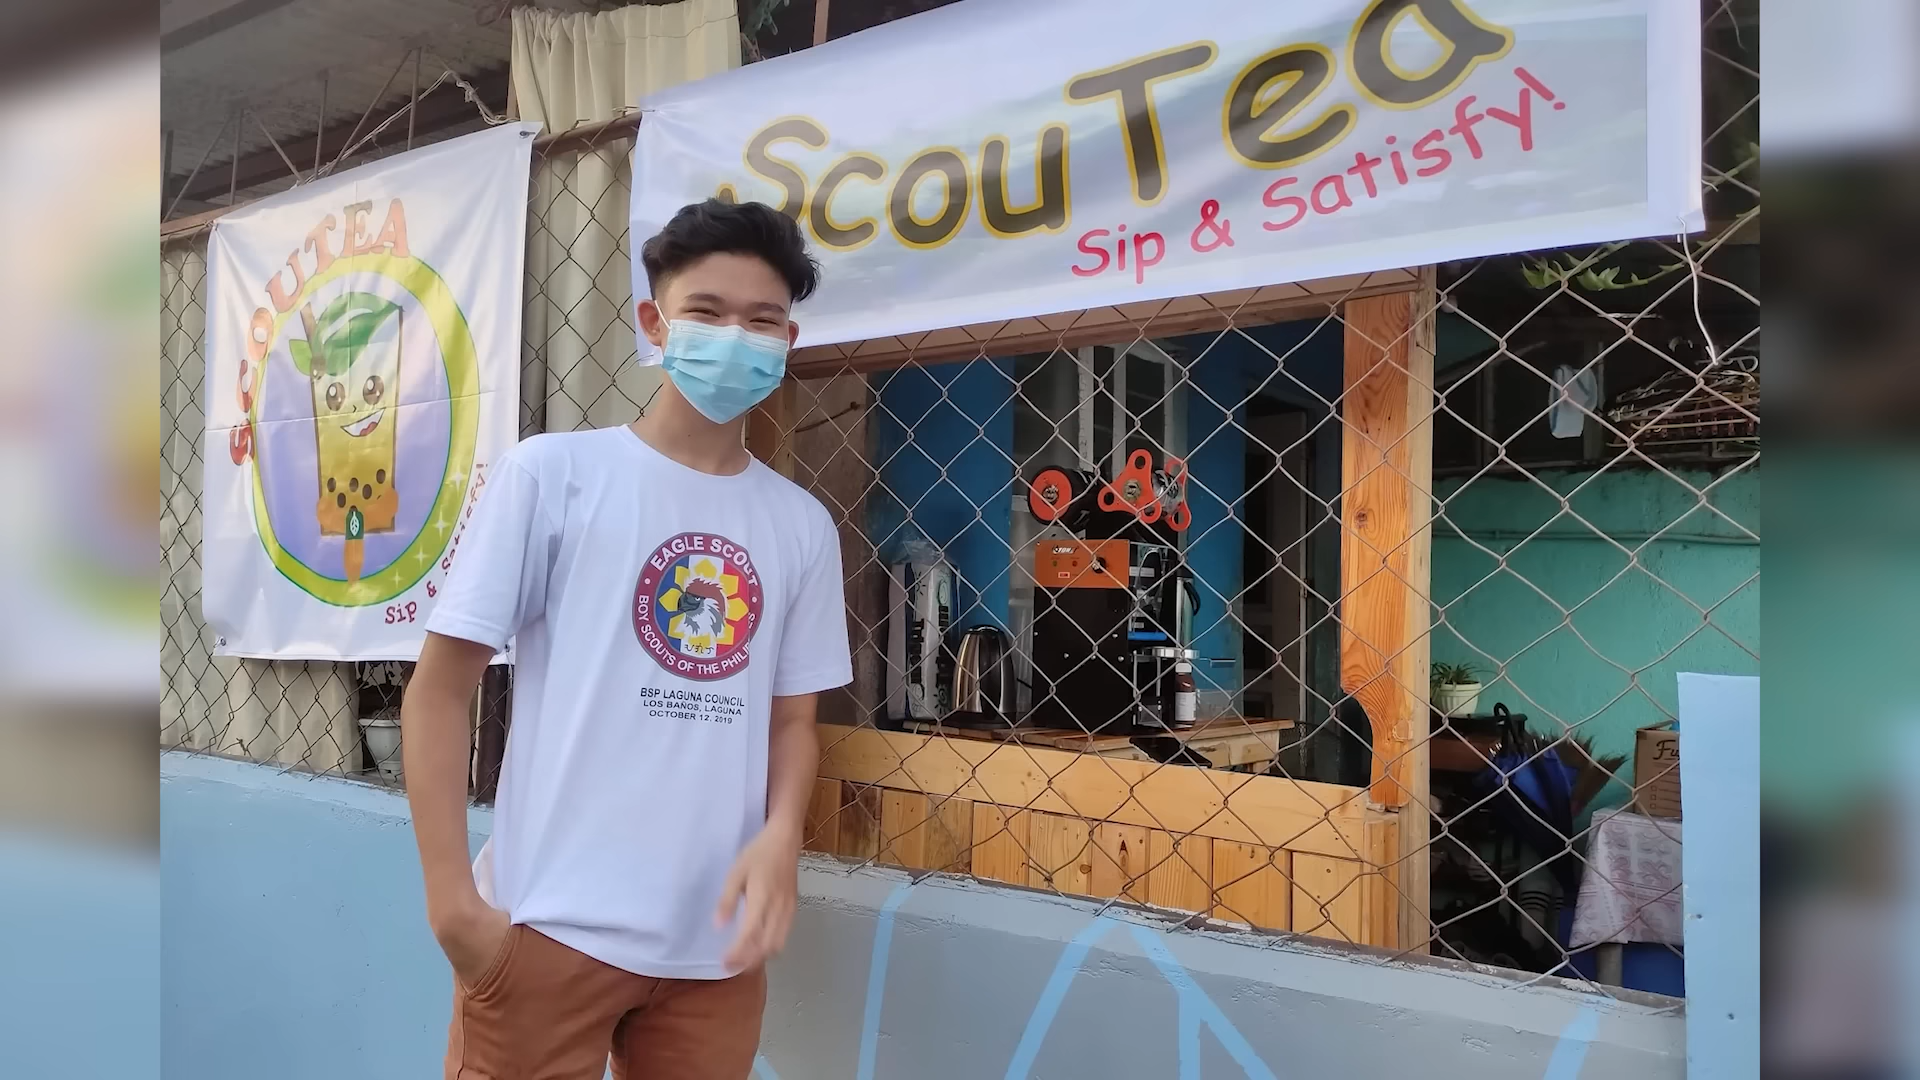 ScouTea
Sip & Satisfy!
SCOUTEA
Sip & Satisfy!
EAGLE SCOUT
BOY SCOUTS OF THE PHILIPPINES
BSP LAGUNA COUNCIL
LOS BAÑOS, LAGUNA
OCTOBER 12, 2019